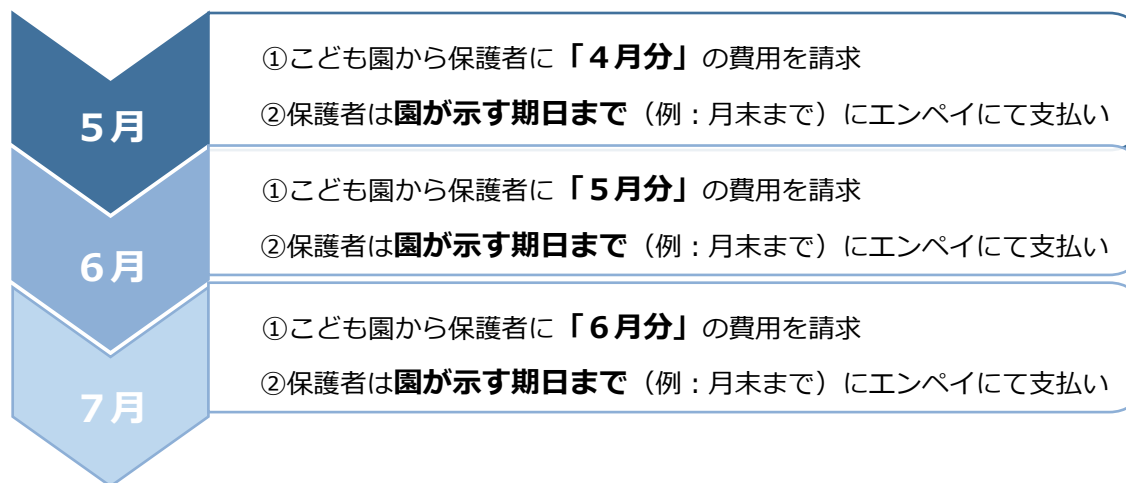 5月
①こども園から保護者に「４月分」の費用を請求
②保護者は園が示す期日まで（例：月末まで）にエンペイにて支払い
6月
①こども園から保護者に「５月分」の費用を請求
②保護者は園が示す期日まで（例：月末まで）にエンペイにて支払い
7月
①こども園から保護者に「６月分」の費用を請求
②保護者は園が示す期日まで（例：月末まで）にエンペイにて支払い